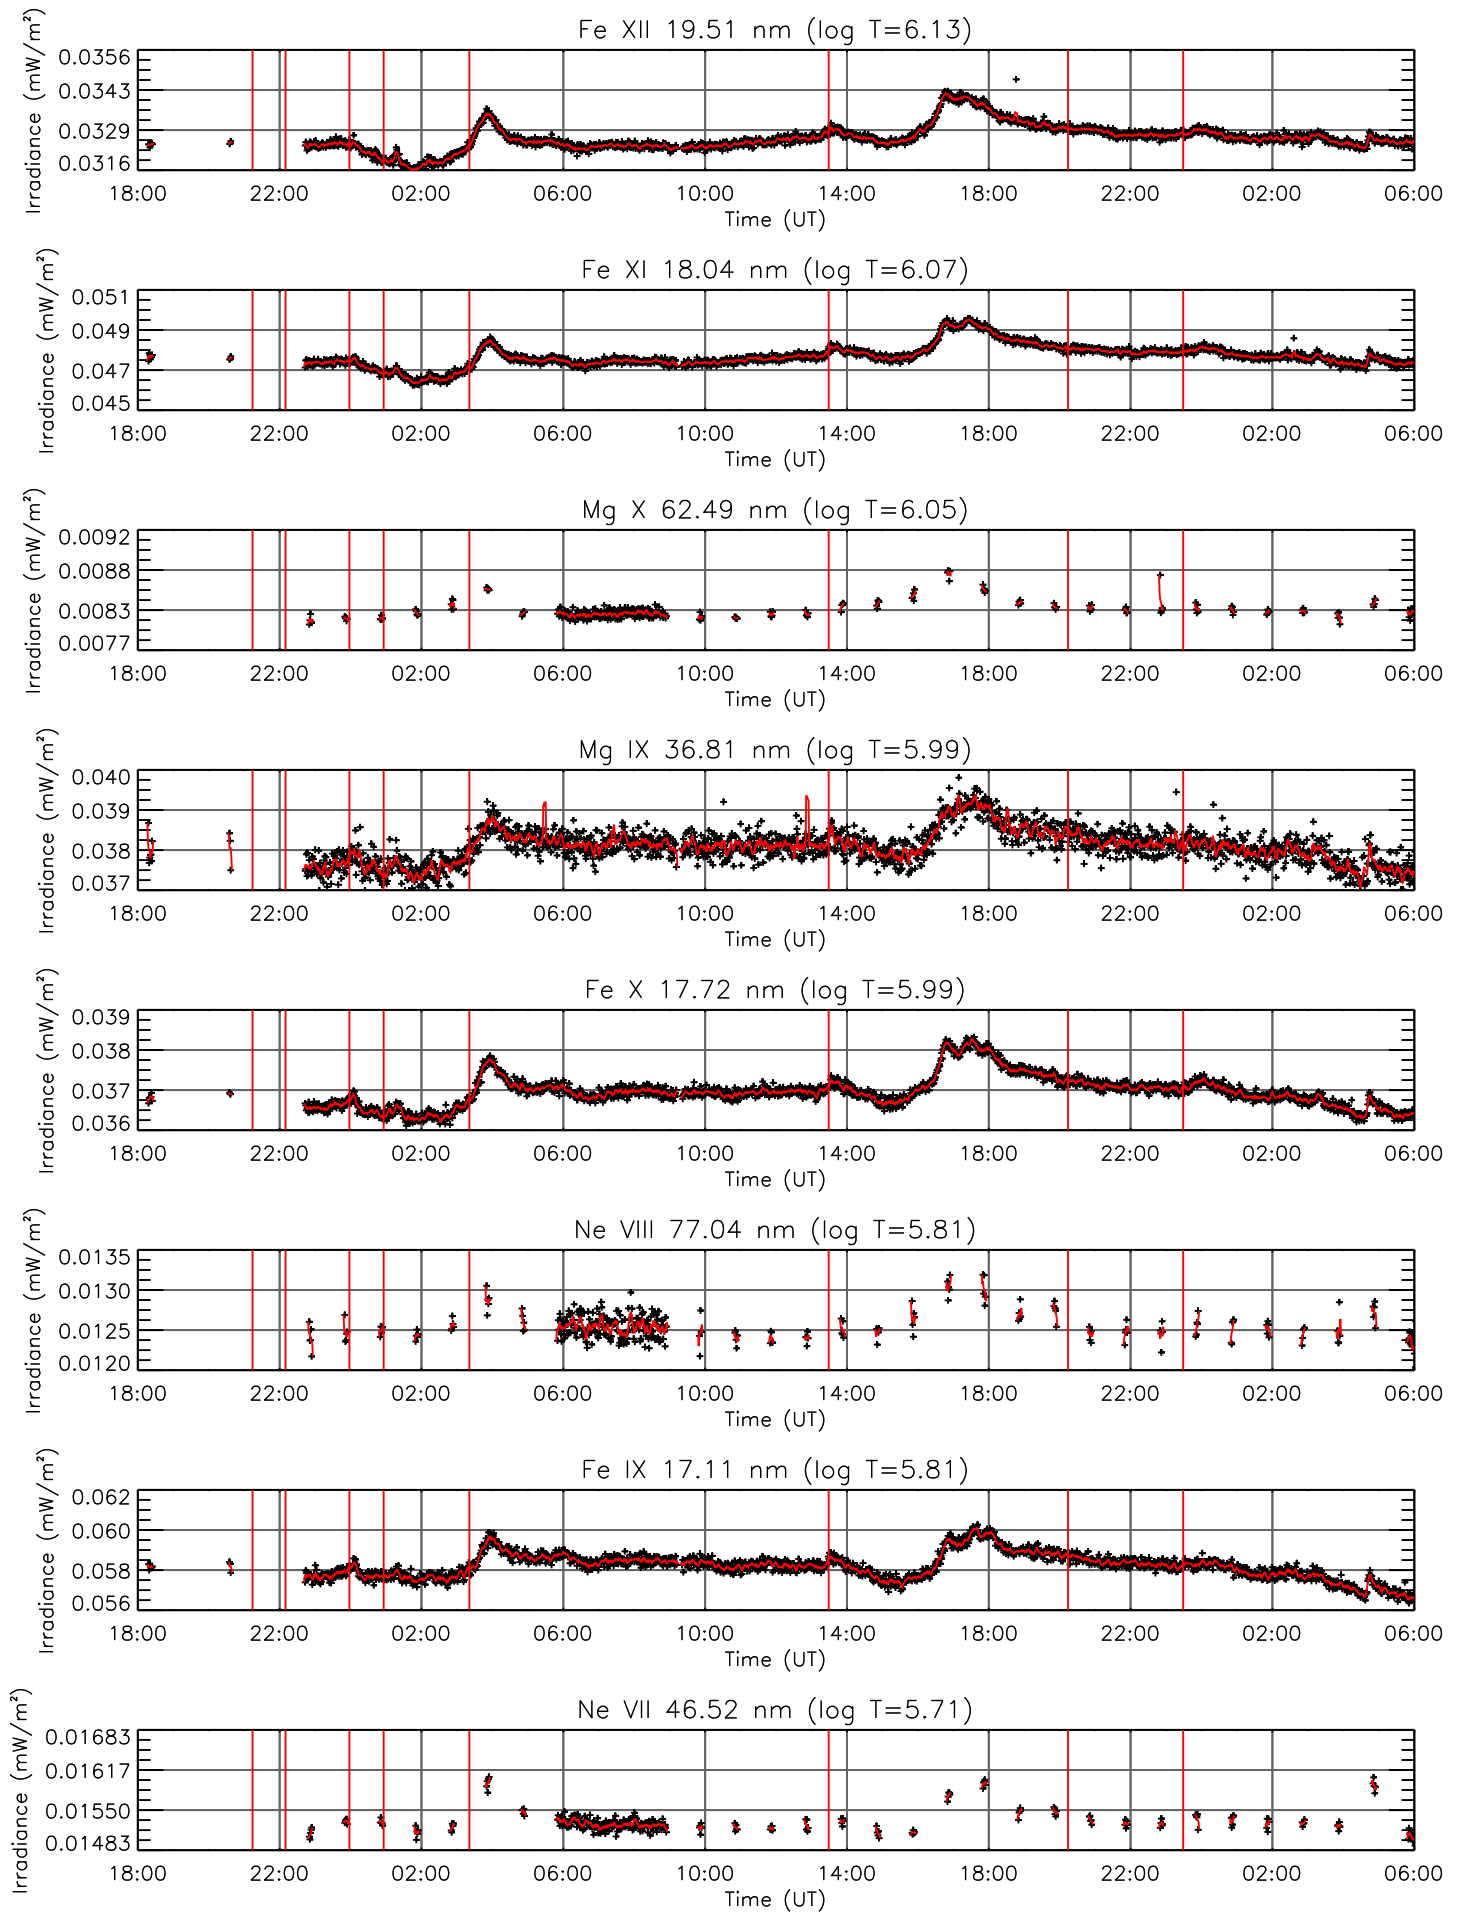 Fe XII 19.51 nm (log T=6.13)
Irradiance (mW/m²)
0.0356
0.0343
0.0329
0.0316
18:00 22:00 02:00 06:00 10:00 14:00 18:00 22:00 02:00 06:00
Time (UT)
Fe XI 18.04 nm (log T=6.07)
Irradiance (mW/m²)
0.051
0.049
0.047
0.045
18:00 22:00 02:00 06:00 10:00 14:00 18:00 22:00 02:00 06:00
Time (UT)
Mg X 62.49 nm (log T=6.05)
Irradiance (mW/m²)
0.0092
0.0088
0.0083
0.0077
18:00 22:00 02:00 06:00 10:00 14:00 18:00 22:00 02:00 06:00
Time (UT)
Mg IX 36.81 nm (log T=5.99)
Irradiance (mW/m²)
0.040
0.039
0.038
0.037
18:00 22:00 02:00 06:00 10:00 14:00 18:00 22:00 02:00 06:00
Time (UT)
Fe X 17.72 nm (log T=5.99)
Irradiance (mW/m²)
0.039
0.038
0.037
0.036
18:00 22:00 02:00 06:00 10:00 14:00 18:00 22:00 02:00 06:00
Time (UT)
Ne VIII 77.04 nm (log T=5.81)
Irradiance (mW/m²)
0.0135
0.0130
0.0125
0.0120
18:00 22:00 02:00 06:00 10:00 14:00 18:00 22:00 02:00 06:00
Time (UT)
Fe IX 17.11 nm (log T=5.81)
Irradiance (mW/m²)
0.062
0.060
0.058
0.056
18:00 22:00 02:00 06:00 10:00 14:00 18:00 22:00 02:00 06:00
Time (UT)
Ne VII 46.52 nm (log T=5.71)
Irradiance (mW/m²)
0.01683
0.01617
0.01550
0.01483
18:00 22:00 02:00 06:00 10:00 14:00 18:00 22:00 02:00 06:00
Time (UT)